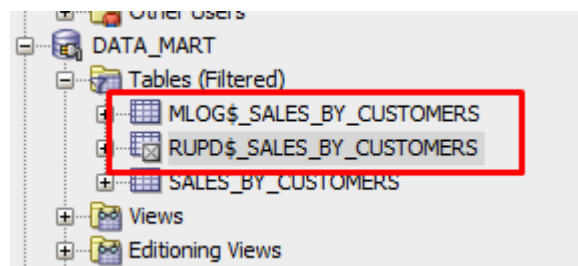 Other Users
DATA_MART
Tables (Filtered)
MLOG$_SALES_BY_CUSTOMERS
RUPD$_SALES_BY_CUSTOMERS
SALES_BY_CUSTOMERS
Views
Editioning Views